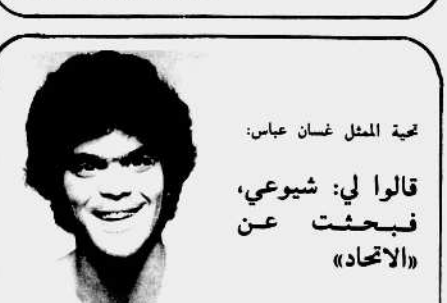 تحية الممثل غسان عباس:
قالوا لي: شيوعي،
فبحثت عن
«الاتحاد»